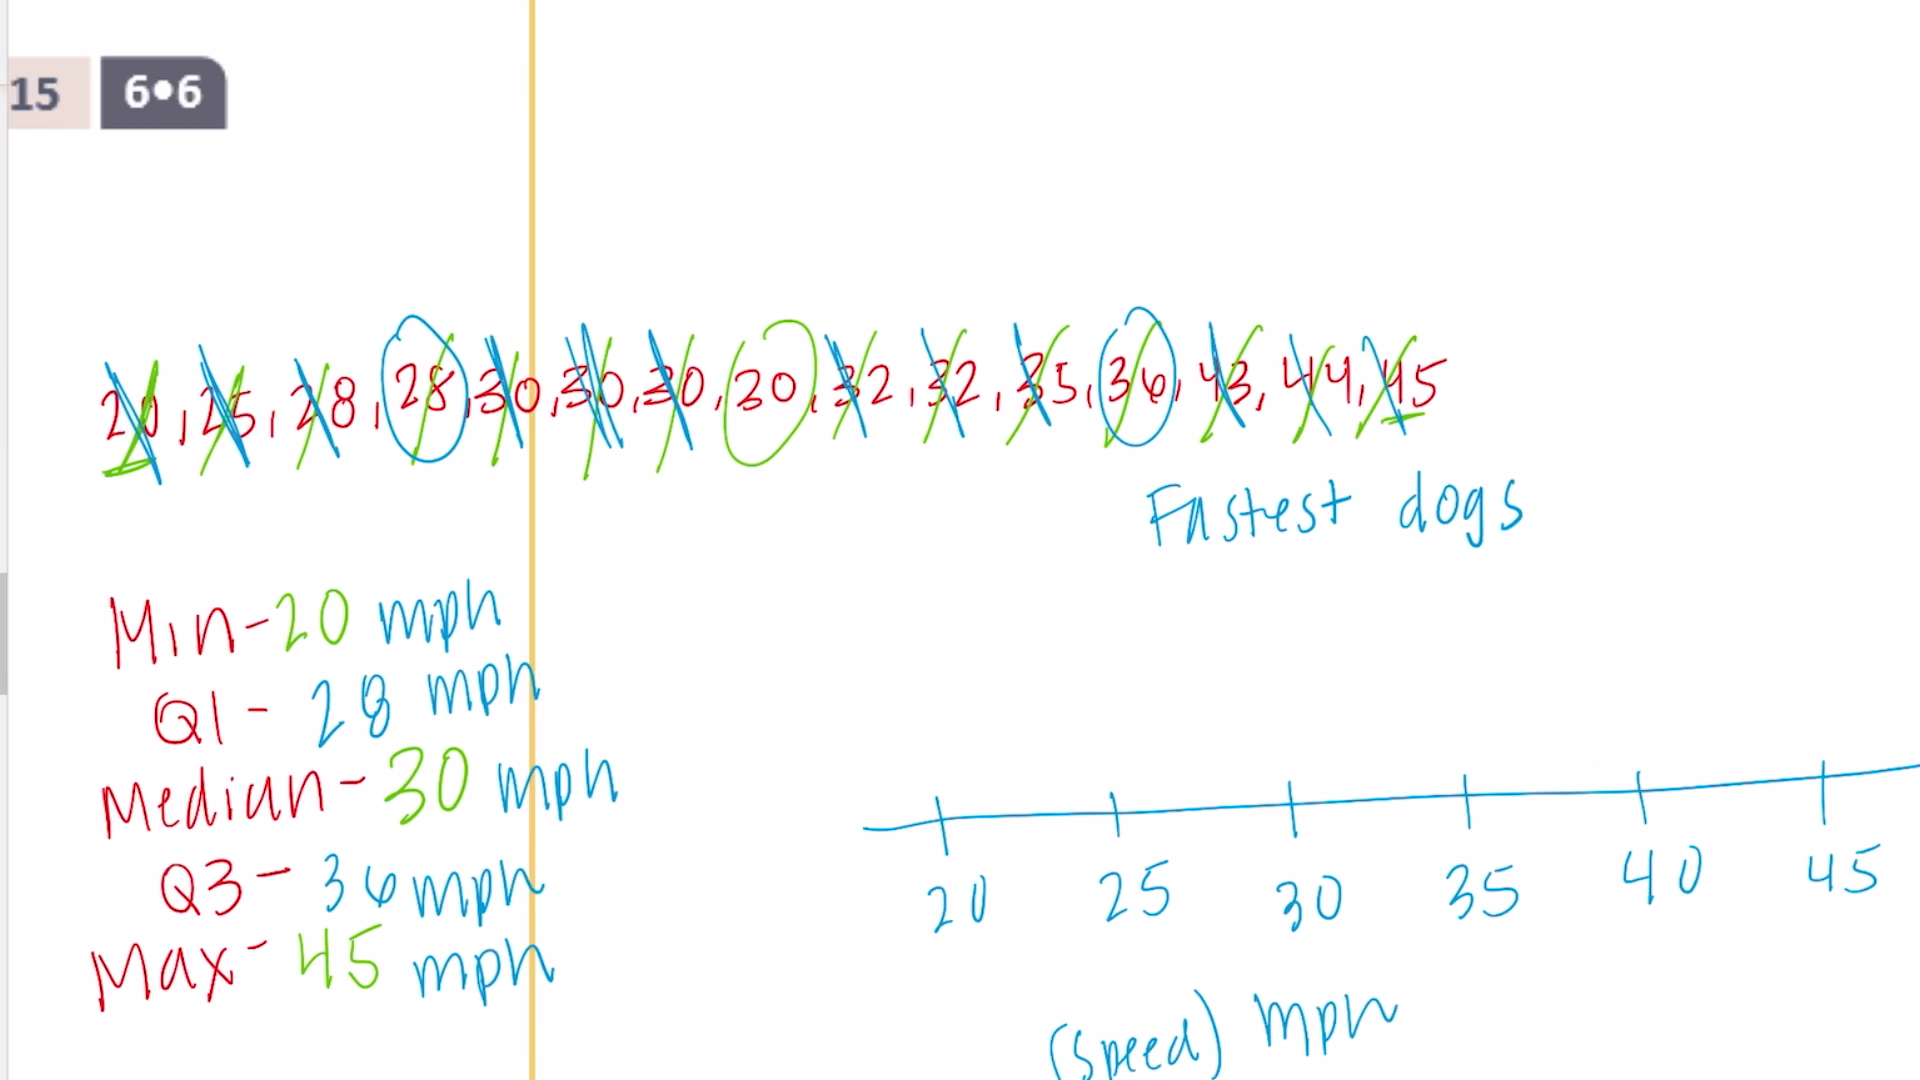 15 6•6
20, 25, 28, 28, 30, 30, 30, 30, 32, 32, 35, 36, 43, 44, 45
Fastest dogs
Min-20 mph
Q1- 28 mph
Median-30 mph
Q3- 36 mph
Max- 45 mph
20 25 30 35 40 45
(speed) mph